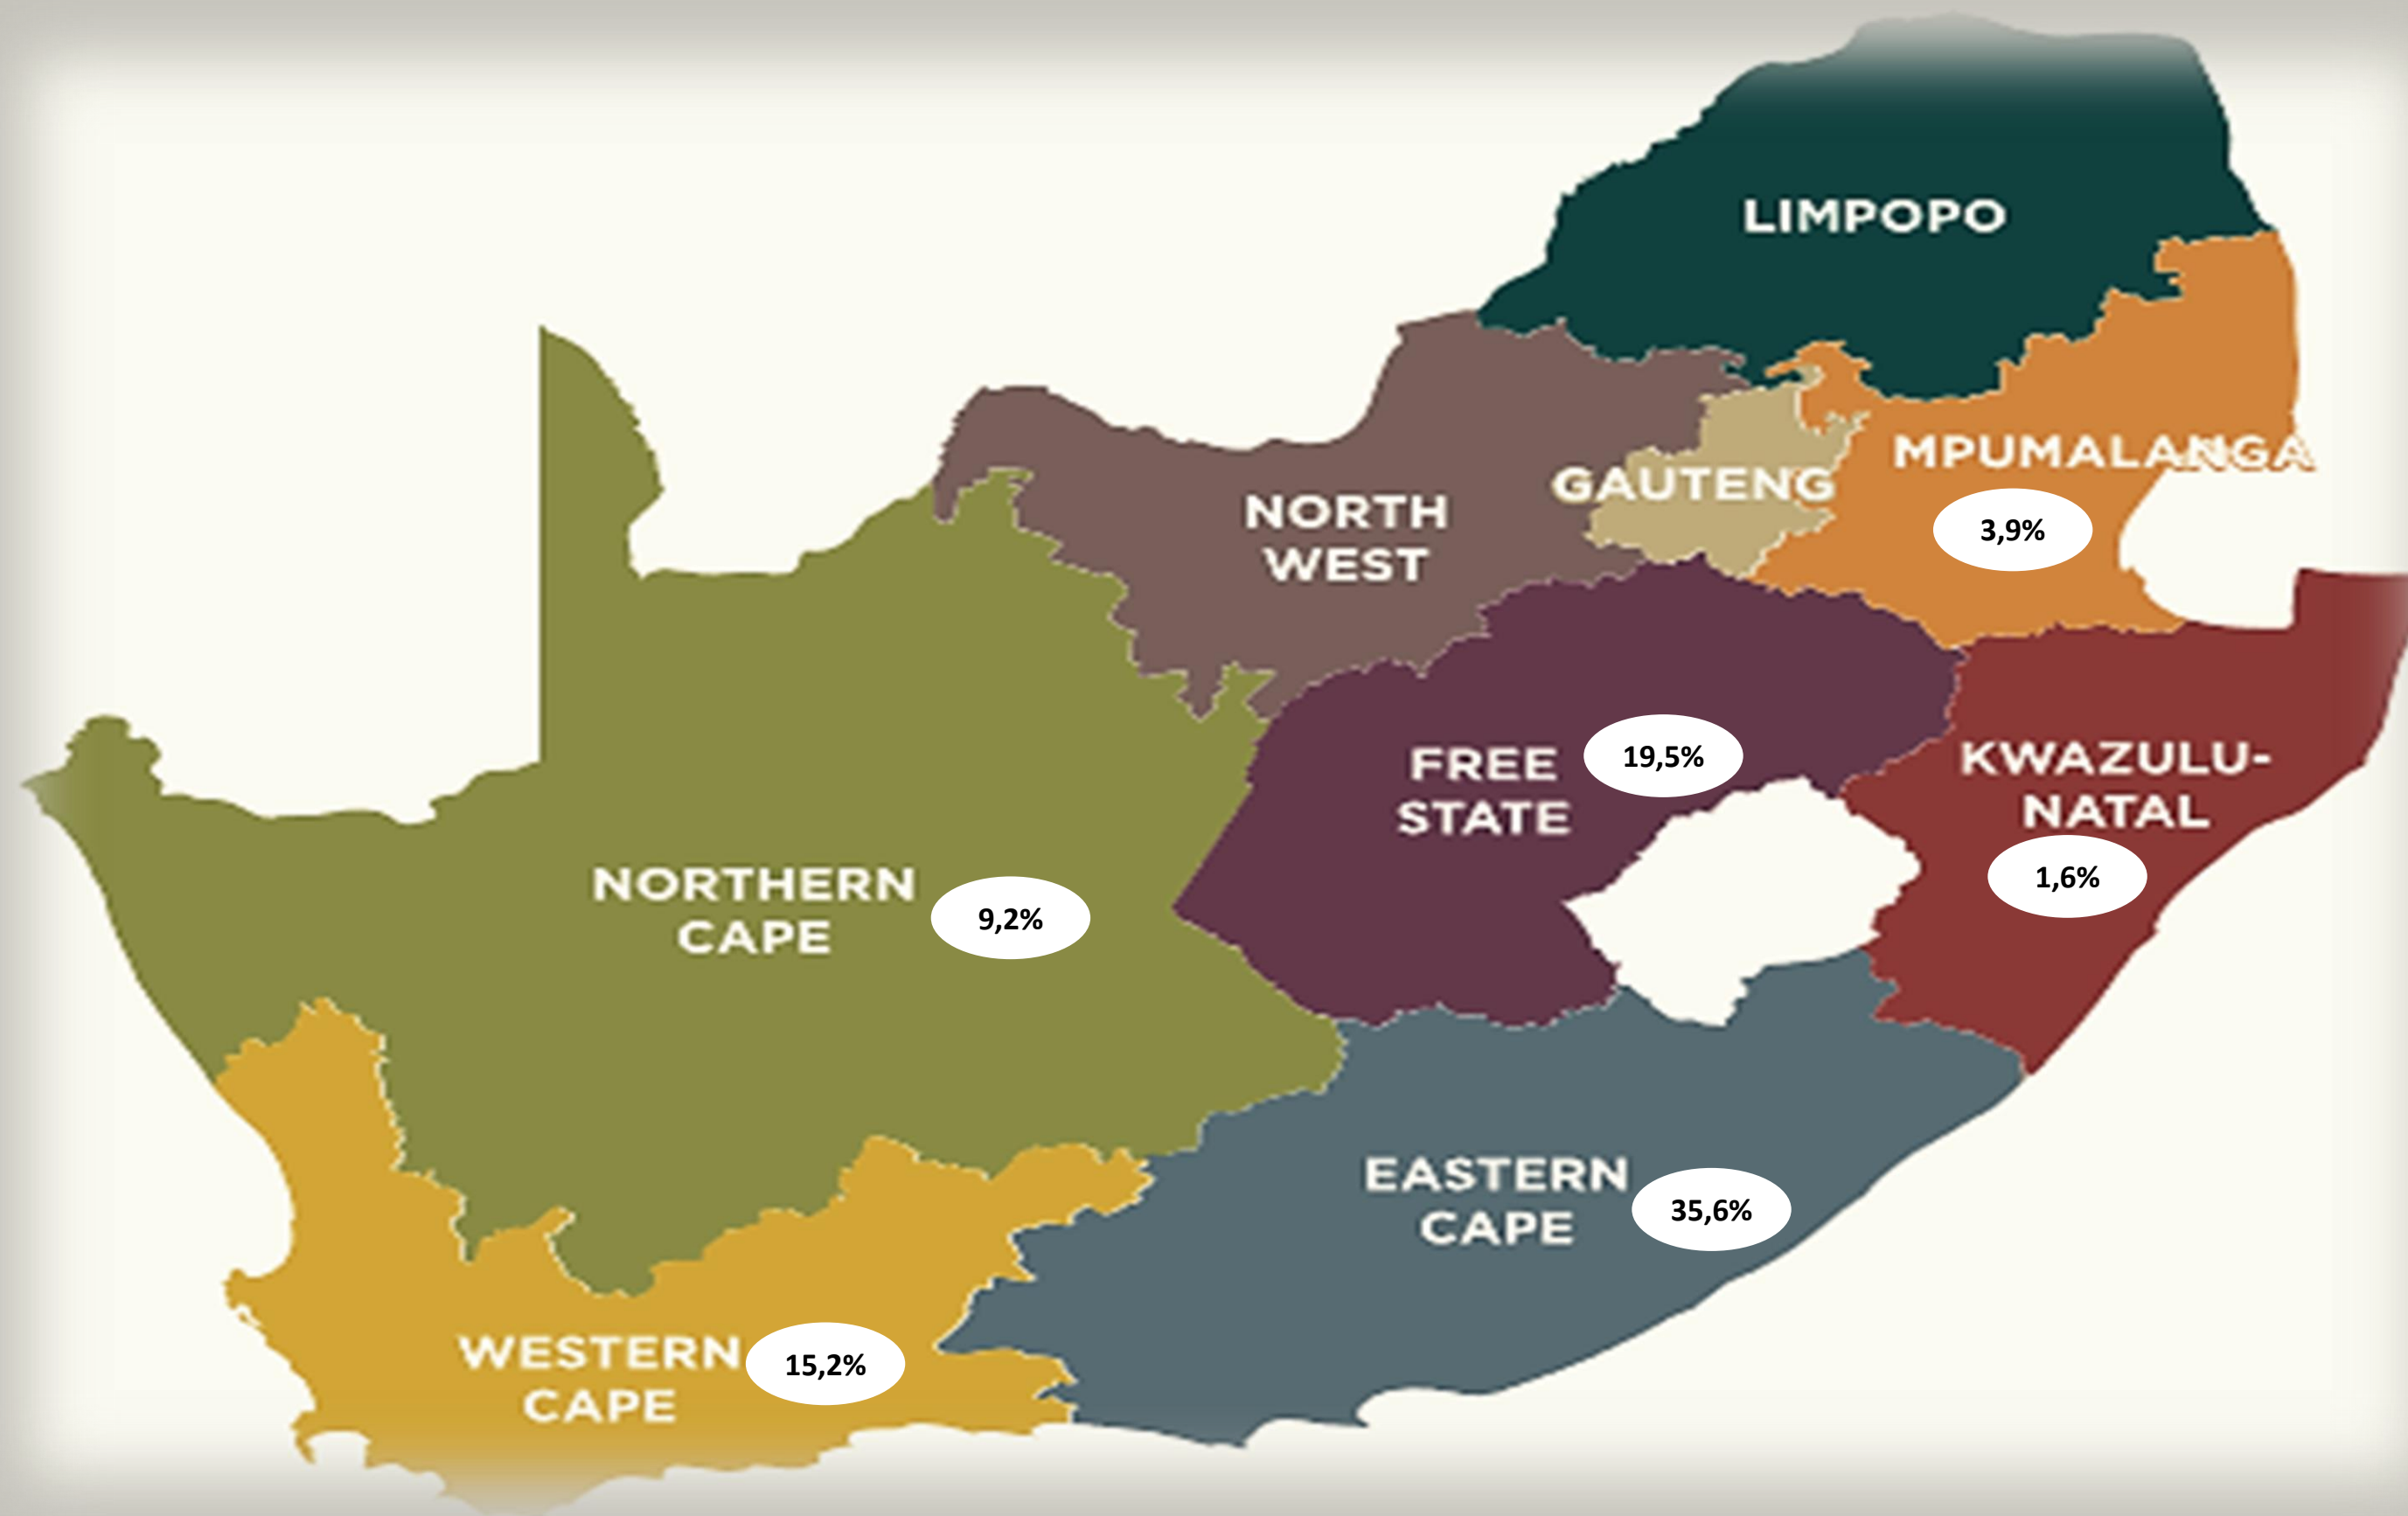 LIMPOPO
MPUMALANGA
3,9%
GAUTENG
NORTH
WEST
FREE
STATE
19,5%
KWAZULU-
NATAL
1,6%
NORTHERN
CAPE
9,2%
EASTERN
CAPE
35,6%
WESTERN
CAPE
15,2%